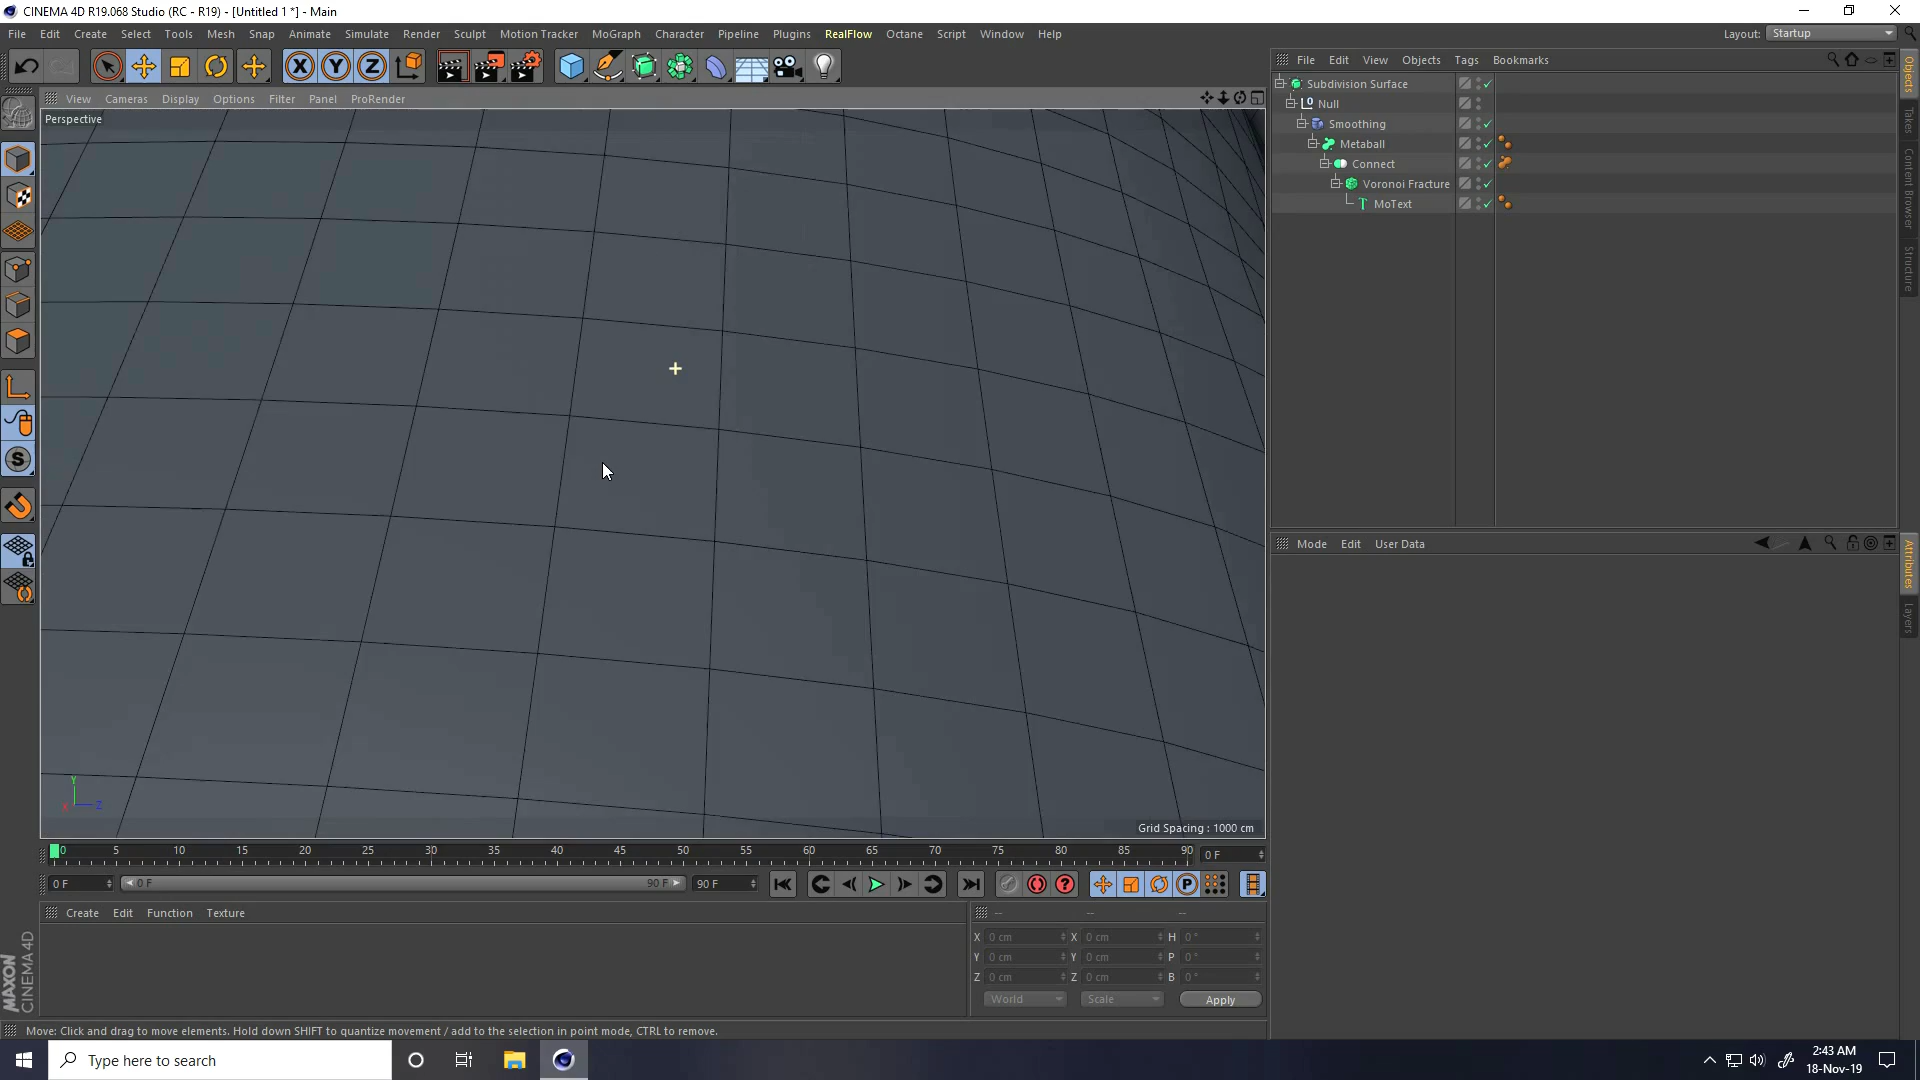 CINEMA 4D R19.068 Studio (RC - R19) - [Untitled 1 *] - Main
File Edit Create Select Tools Mesh Snap Animate Simulate Render Sculpt Motion Tracker MoGraph Character Pipeline Plugins RealFlow Octane Script Window Help
Layout: Startup
View Cameras Display Options Filter Panel ProRender
Perspective
File Edit View Objects Tags Bookmarks
Subdivision Surface
Null
Smoothing
Metaball
Connect
Voronoi Fracture
MoText
Objects
Takes
Content Browser
Structure
Mode Edit User Data
Attributes
Layers
Y
X Z
Grid Spacing : 1000 cm
0 5 10 15 20 25 30 35 40 45 50 55 60 65 70 75 80 85 90 0 F
0 F 0 F 90 F 90 F
Create Edit Function Texture
-- -- --
X 0 cm X 0 cm H 0 °
Y 0 cm Y 0 cm P 0 °
Z 0 cm Z 0 cm B 0 °
World Scale Apply
MAXON
CINEMA 4D
Move: Click and drag to move elements. Hold down SHIFT to quantize movement / add to the selection in point mode, CTRL to remove.
Type here to search
2:43 AM
18-Nov-19